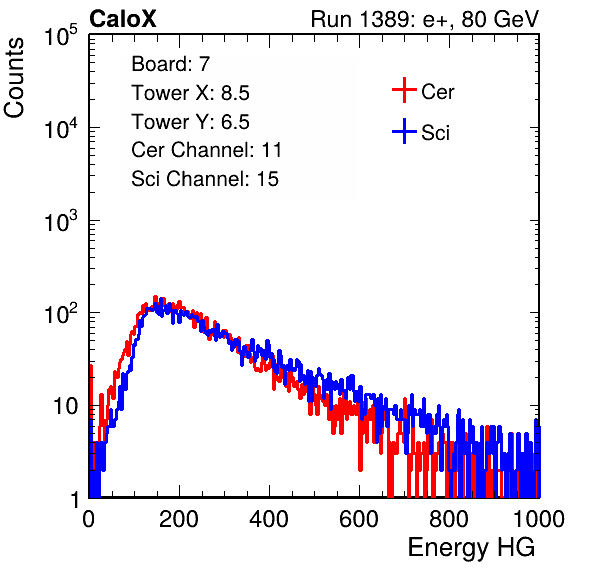 CaloX Run 1389: e+, 80 GeV
Counts
Board: 7
Tower X: 8.5
Tower Y: 6.5
Cer Channel: 11
Sci Channel: 15
Cer
Sci
10^5
10^4
10^3
10^2
10
1
0 200 400 600 800 1000
Energy HG